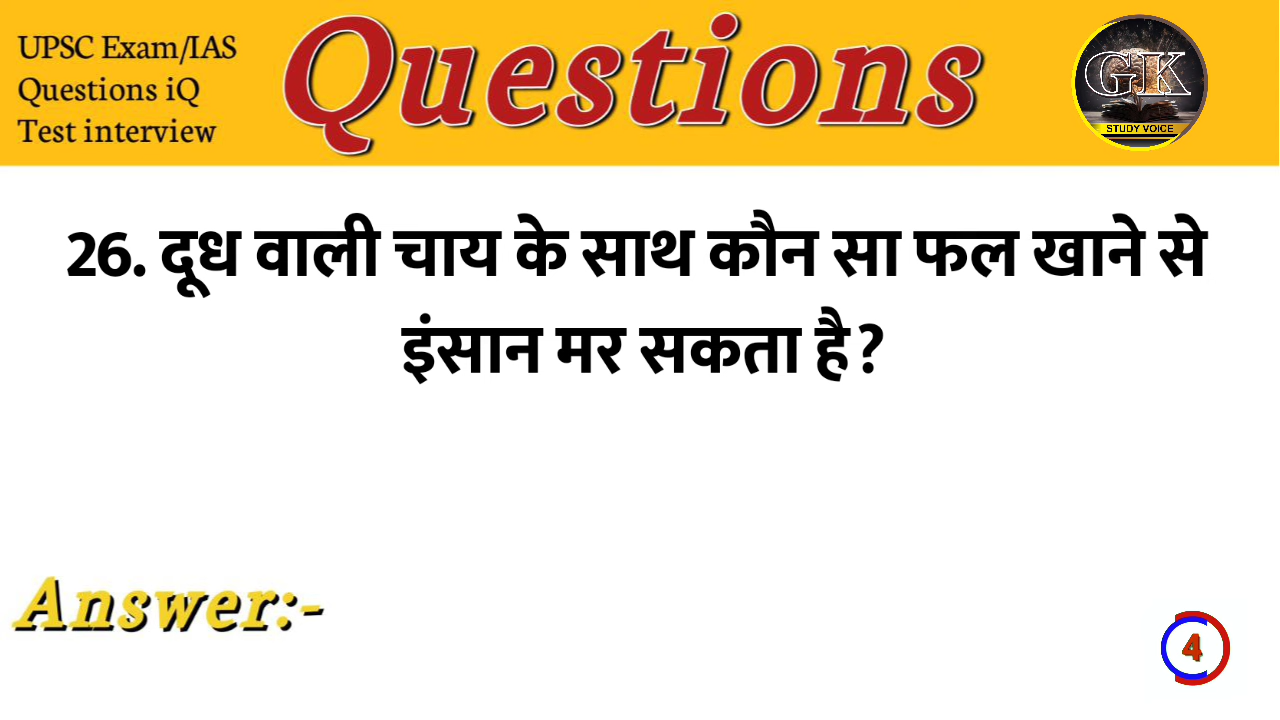 UPSC Exam/IAS
Questions iQ
Test interview
Questions
GK
STUDY VOICE
26. दूध वाली चाय के साथ कौन सा फल खाने से
इंसान मर सकता है?
Answer:-
4